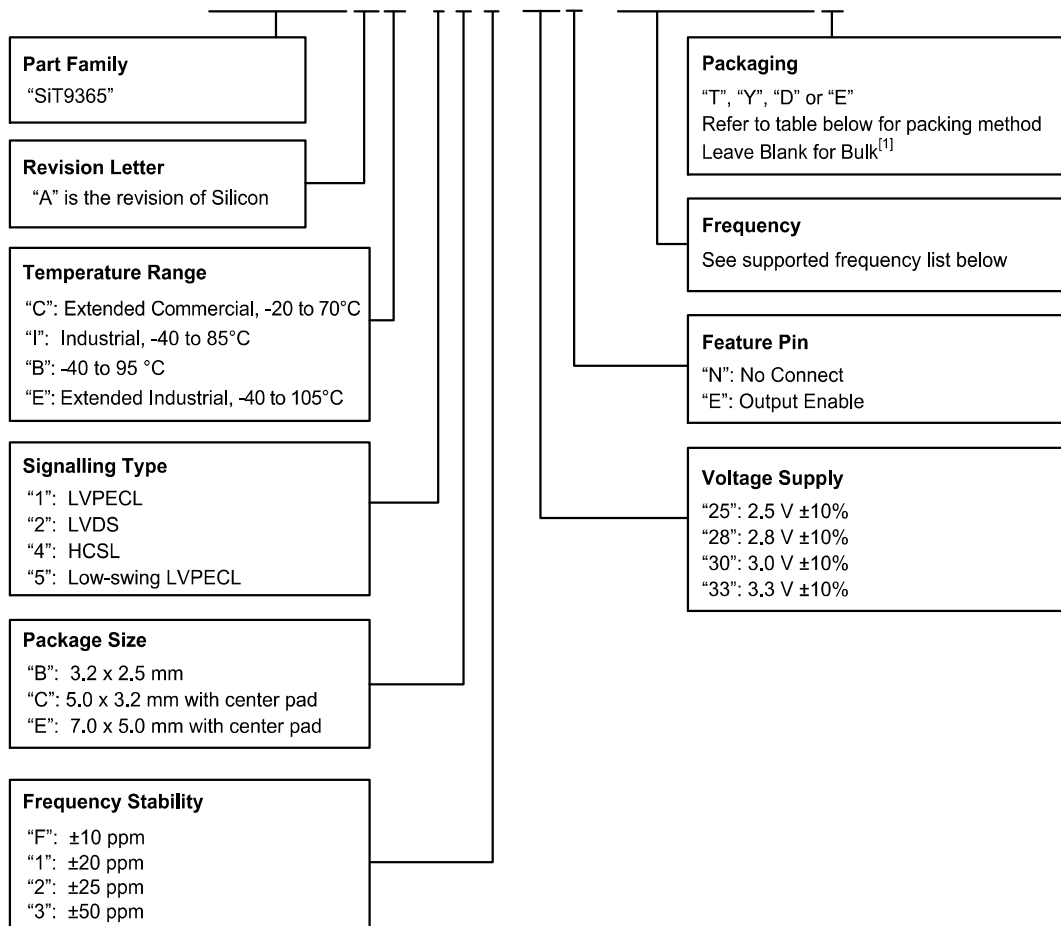 Part Family
“SiT9365”
Revision Letter
“A” is the revision of Silicon
Temperature Range
“C”: Extended Commercial, -20 to 70°C
“I”: Industrial, -40 to 85°C
“B”: -40 to 95 °C
“E”: Extended Industrial, -40 to 105°C
Signalling Type
“1”: LVPECL
“2”: LVDS
“4”: HCSL
“5”: Low-swing LVPECL
Package Size
“B”: 3.2 x 2.5 mm
“C”: 5.0 x 3.2 mm with center pad
“E”: 7.0 x 5.0 mm with center pad
Frequency Stability
“F”: ±10 ppm
“1”: ±20 ppm
“2”: ±25 ppm
“3”: ±50 ppm
Packaging
“T”, “Y”, “D” or “E”
Refer to table below for packing method
Leave Blank for Bulk[1]
Frequency
See supported frequency list below
Feature Pin
“N”: No Connect
“E”: Output Enable
Voltage Supply
“25”: 2.5 V ±10%
“28”: 2.8 V ±10%
“30”: 3.0 V ±10%
“33”: 3.3 V ±10%